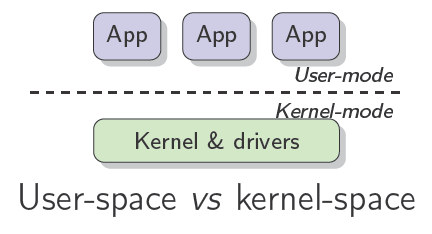 App App App
User-mode
Kernel-mode
Kernel & drivers
User-space vs kernel-space